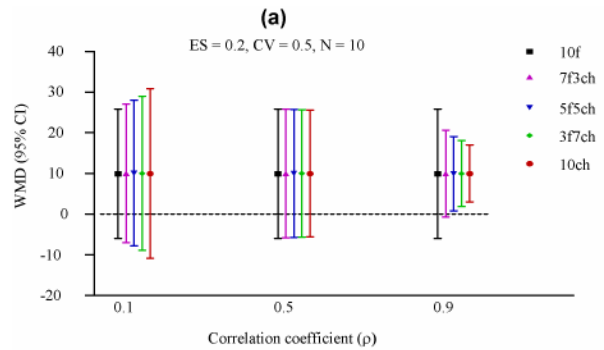 (a)
ES = 0.2, CV = 0.5, N = 10
WMD (95% CI)
40
30
20
10
0
-10
-20
0.1
0.5
0.9
Correlation coefficient (ρ)
10f
7f3ch
5f5ch
3f7ch
10ch